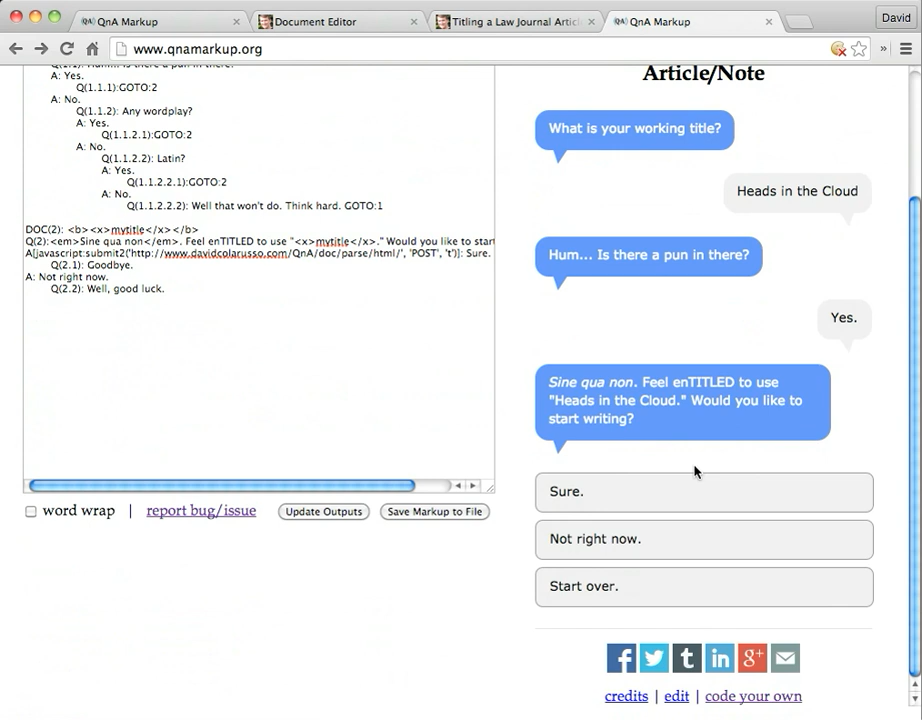 QnA Markup
Document Editor
Titling a Law Journal Artic
QnA Markup
David
www.qnamarkup.org
A: Yes.
Q(1.1.1):GOTO:2
A: No.
Q(1.1.2): Any wordplay?
A: Yes.
Q(1.1.2.1):GOTO:2
A: No.
Q(1.1.2.2): Latin?
A: Yes.
Q(1.1.2.2.1):GOTO:2
A: No.
Q(1.1.2.2.2): Well that won't do. Think hard. GOTO:1
DOC(2): <b><x>mytitle</x></b>
Q(2):<em>Sine qua non</em>. Feel enTITLED to use "<x>mytitle</x>." Would you like to start
A[javascript:submit2('http://www.davidcolarusso.com/QnA/doc/parse/html/', 'POST', 't')]: Sure.
Q(2.1): Goodbye.
A: Not right now.
Q(2.2): Well, good luck.
word wrap | report bug/issue Update Outputs Save Markup to File
Article/Note
What is your working title?
Heads in the Cloud
Hum... Is there a pun in there?
Yes.
Sine qua non. Feel enTITLED to use
"Heads in the Cloud." Would you like to
start writing?
Sure.
Not right now.
Start over.
credits | edit | code your own